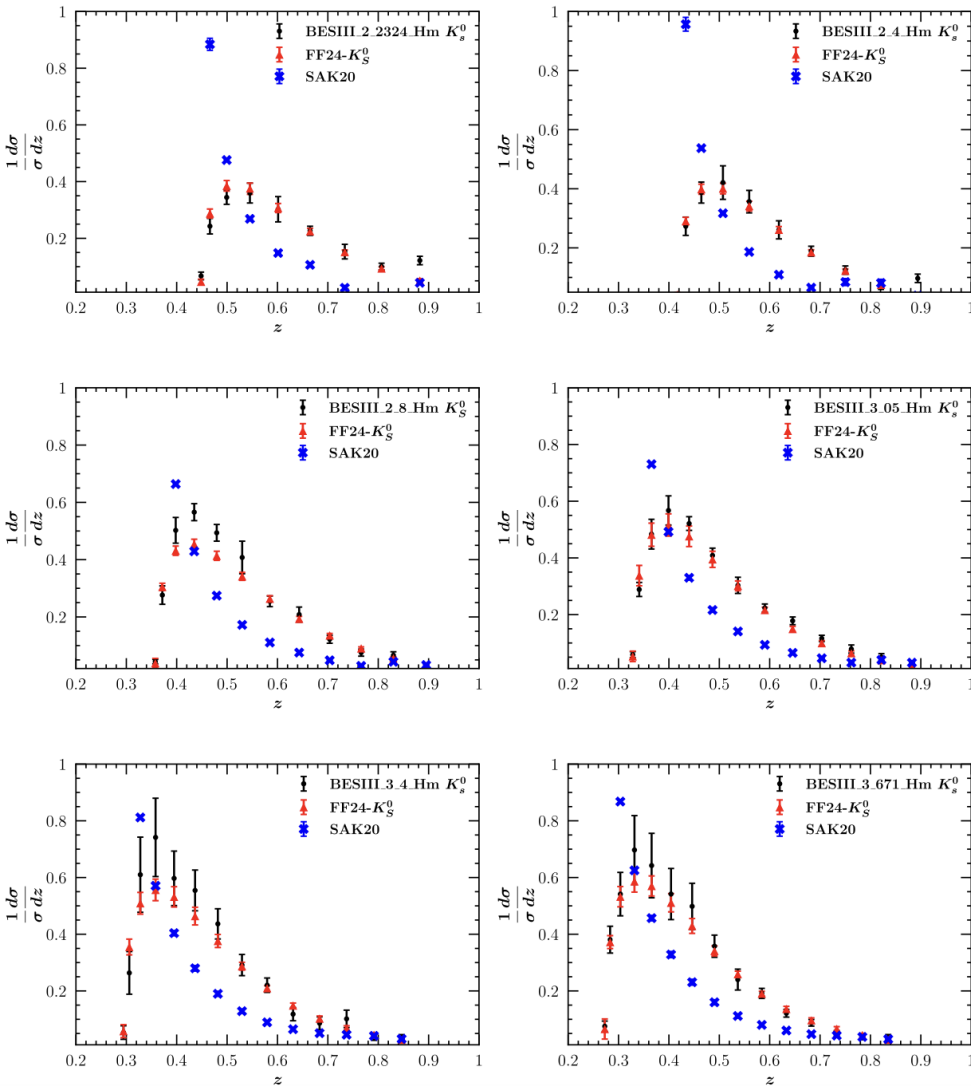 1
0.8
0.6
0.4
0.2
0.2 0.3 0.4 0.5 0.6 0.7 0.8 0.9 1
z
1/σ dσ/dz
BESIII_2_2324_Hm K_s^0
FF24-K_S^0
SAK20
1
0.8
0.6
0.4
0.2
0.2 0.3 0.4 0.5 0.6 0.7 0.8 0.9 1
z
1/σ dσ/dz
BESIII_2_4_Hm K_s^0
FF24-K_S^0
SAK20
1
0.8
0.6
0.4
0.2
0.2 0.3 0.4 0.5 0.6 0.7 0.8 0.9 1
z
1/σ dσ/dz
BESIII_2_8_Hm K_S^0
FF24-K_S^0
SAK20
1
0.8
0.6
0.4
0.2
0.2 0.3 0.4 0.5 0.6 0.7 0.8 0.9 1
z
1/σ dσ/dz
BESIII_3_05_Hm K_s^0
FF24-K_S^0
SAK20
1
0.8
0.6
0.4
0.2
0.2 0.3 0.4 0.5 0.6 0.7 0.8 0.9 1
z
1/σ dσ/dz
BESIII_3_4_Hm K_s^0
FF24-K_S^0
SAK20
1
0.8
0.6
0.4
0.2
0.2 0.3 0.4 0.5 0.6 0.7 0.8 0.9 1
z
1/σ dσ/dz
BESIII_3_671_Hm K_s^0
FF24-K_S^0
SAK20